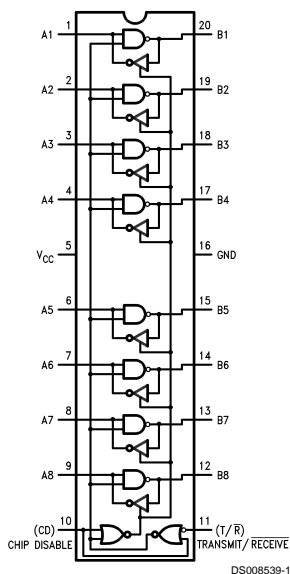 1 20
A1 B1
2 19
A2 B2
3 18
A3 B3
4 17
A4 B4
5 16
VCC GND
6 15
A5 B5
7 14
A6 B6
8 13
A7 B7
9 12
A8 B8
10 11
(CD) (T/R̅)
CHIP DISABLE TRANSMIT/R̅E̅C̅E̅I̅V̅E̅
DS008539-1